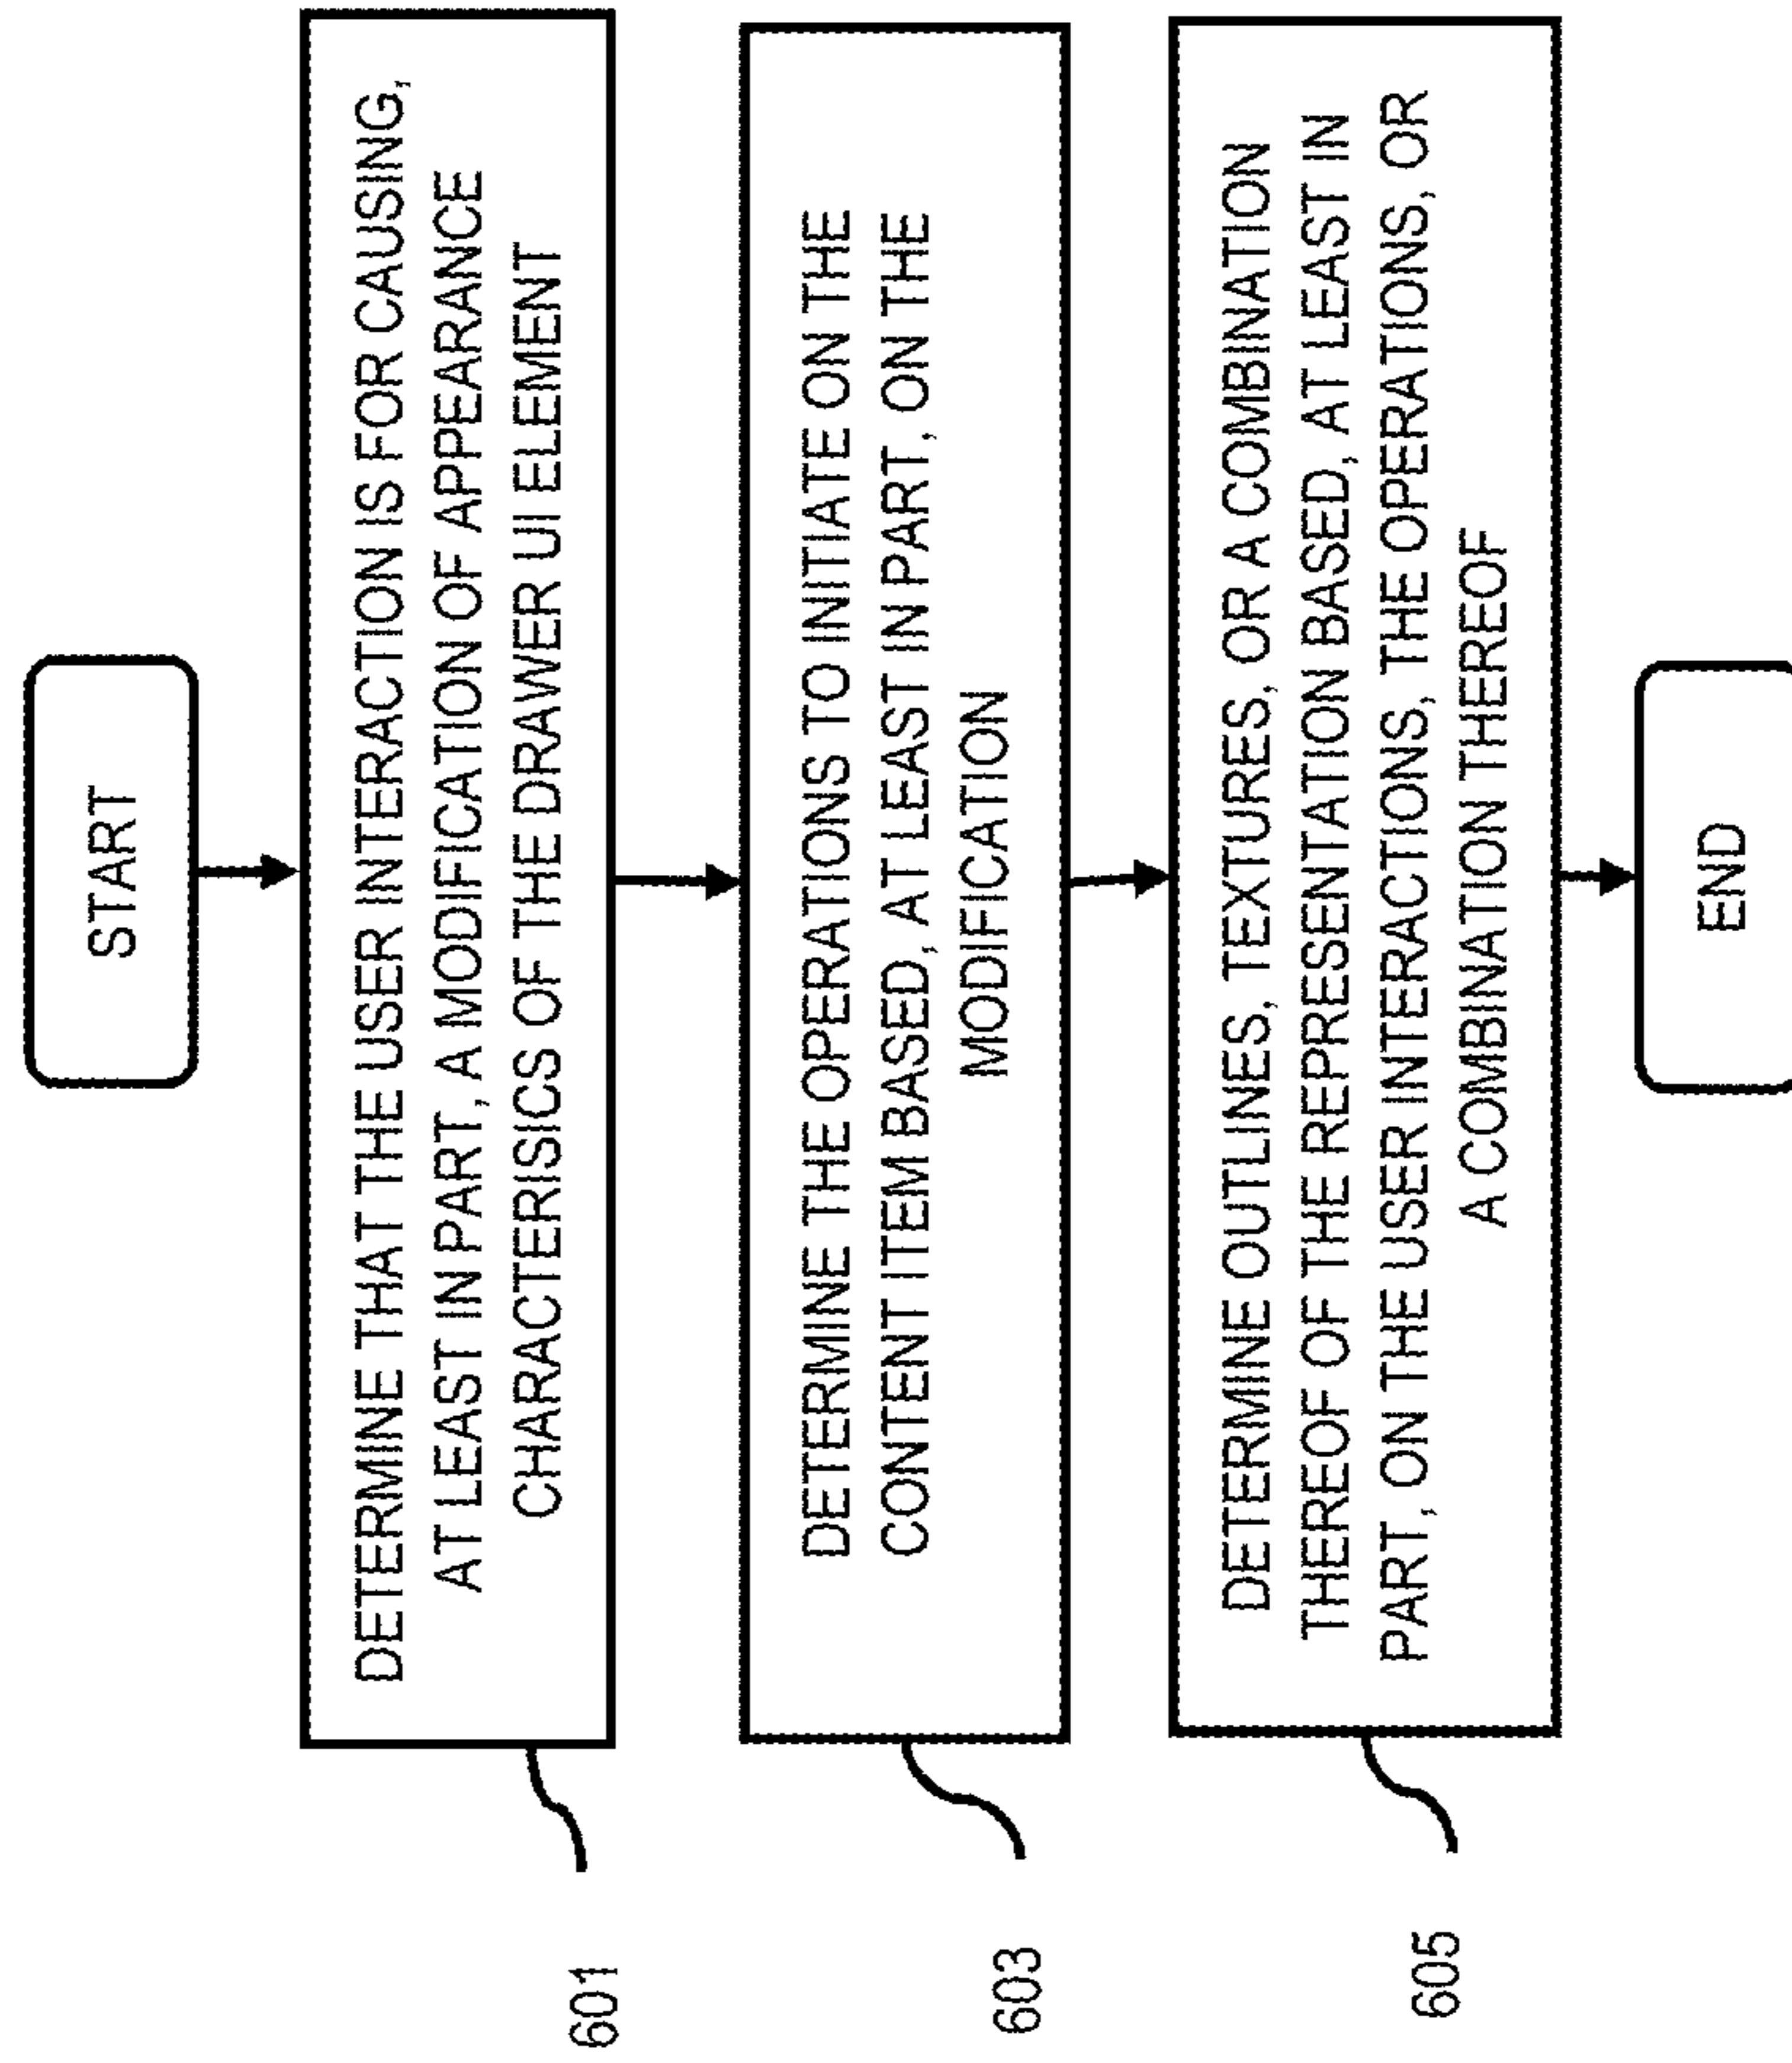 START
DETERMINE THAT THE USER INTERACTION IS FOR CAUSING,
AT LEAST IN PART, A MODIFICATION OF APPEARANCE
CHARACTERISICS OF THE DRAWER UI ELEMENT
601
DETERMINE THE OPERATIONS TO INITIATE ON THE
CONTENT ITEM BASED, AT LEAST IN PART, ON THE
MODIFICATION
603
DETERMINE OUTLINES, TEXTURES, OR A COMBINATION
THEREOF OF THE REPRESENTATION BASED, AT LEAST IN
PART, ON THE USER INTERACTIONS, THE OPERATIONS, OR
A COMBINATION THEREOF
605
END